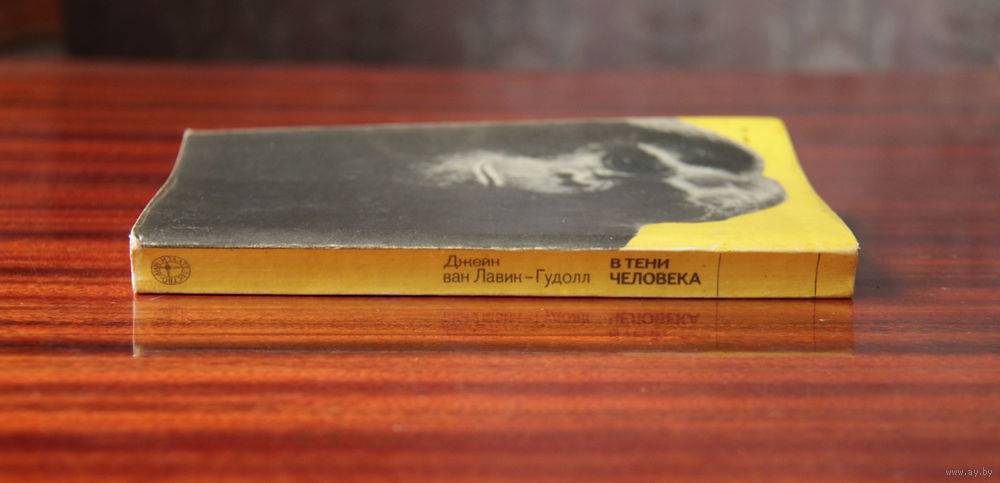 Джейн
ван Лавик-Гудолл
В ТЕНИ
ЧЕЛОВЕКА
www.ay.by